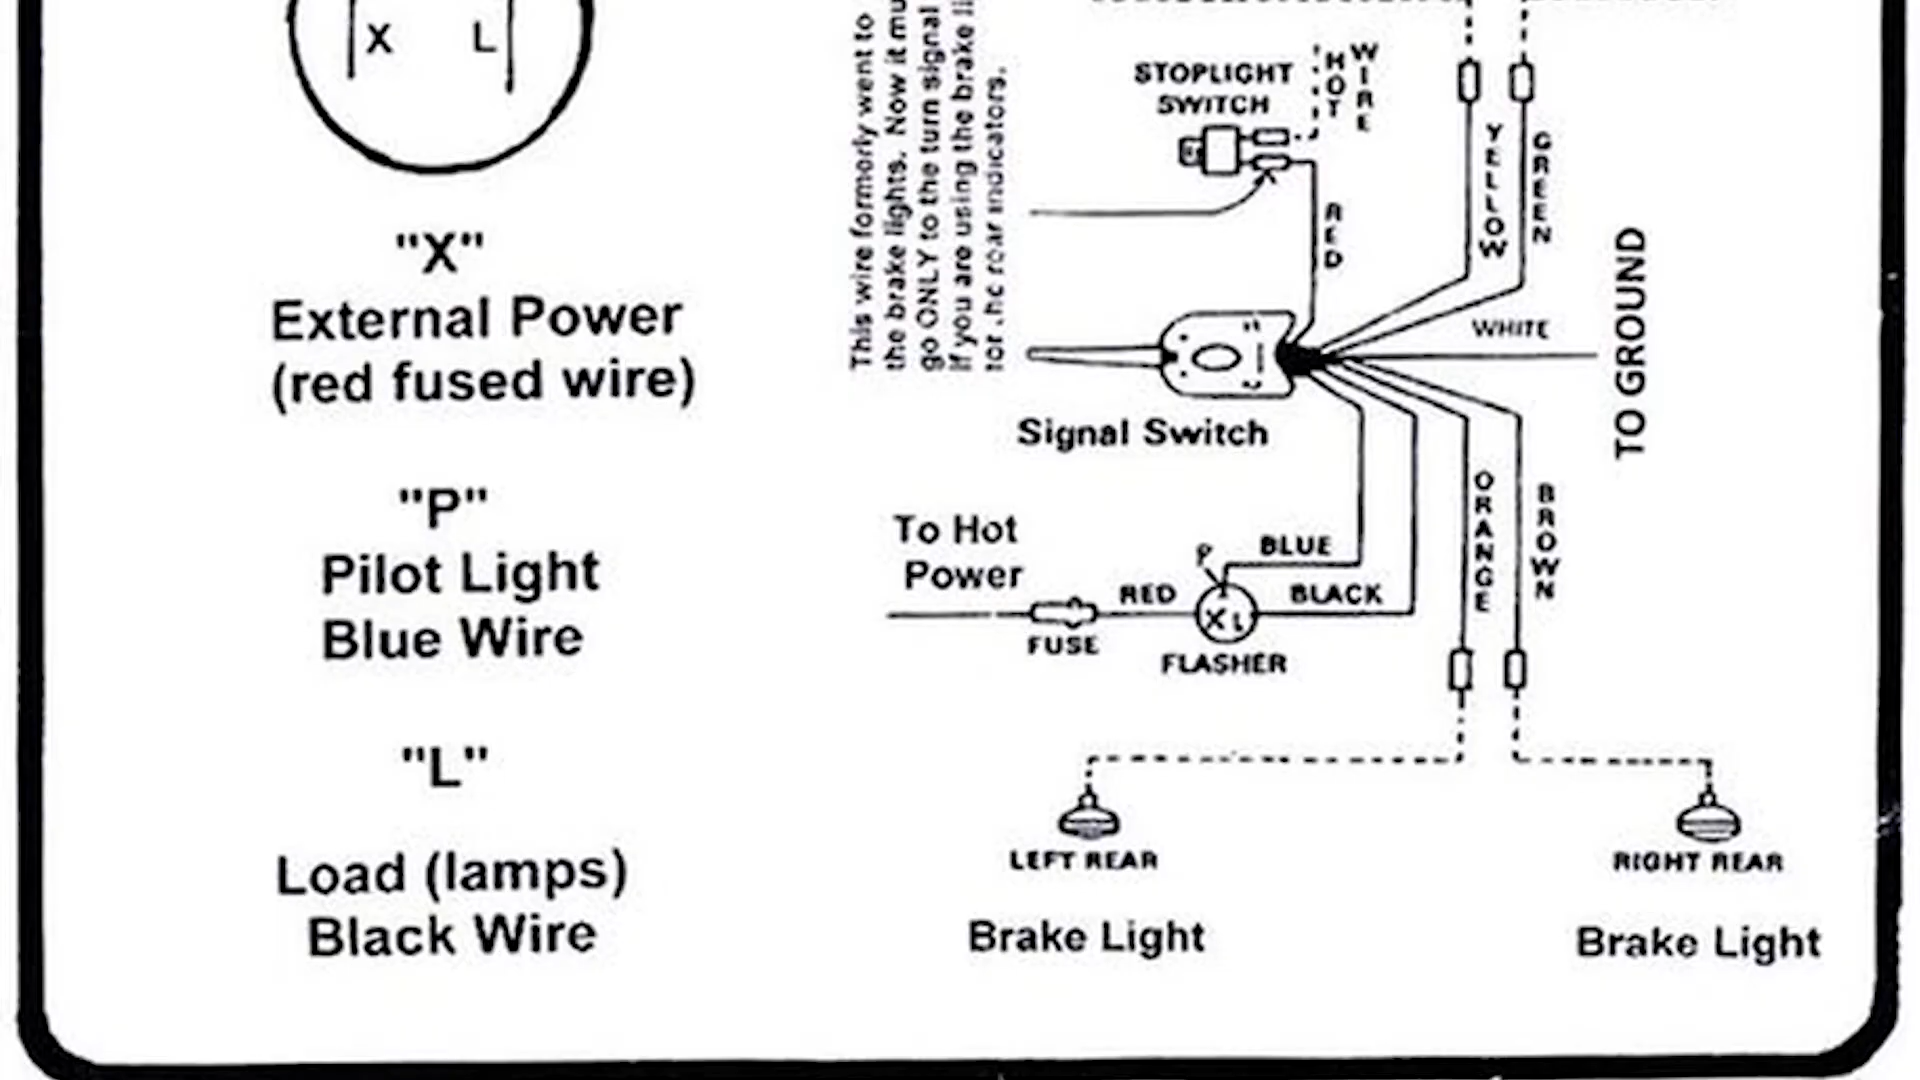 X L
"X"
External Power
(red fused wire)
"P"
Pilot Light
Blue Wire
"L"
Load (lamps)
Black Wire
This wire formerly went to
the brake lights. Now it
go ONLY to the turn signal
if you are using the brake
for the rear indicators.
STOPLIGHT
SWITCH
HOT
WIRE
RED
YELLOW
GREEN
WHITE
TO GROUND
Signal Switch
To Hot
Power
FUSE
RED
P
X L
FLASHER
BLUE
BLACK
ORANGE
BROWN
LEFT REAR
Brake Light
RIGHT REAR
Brake Light